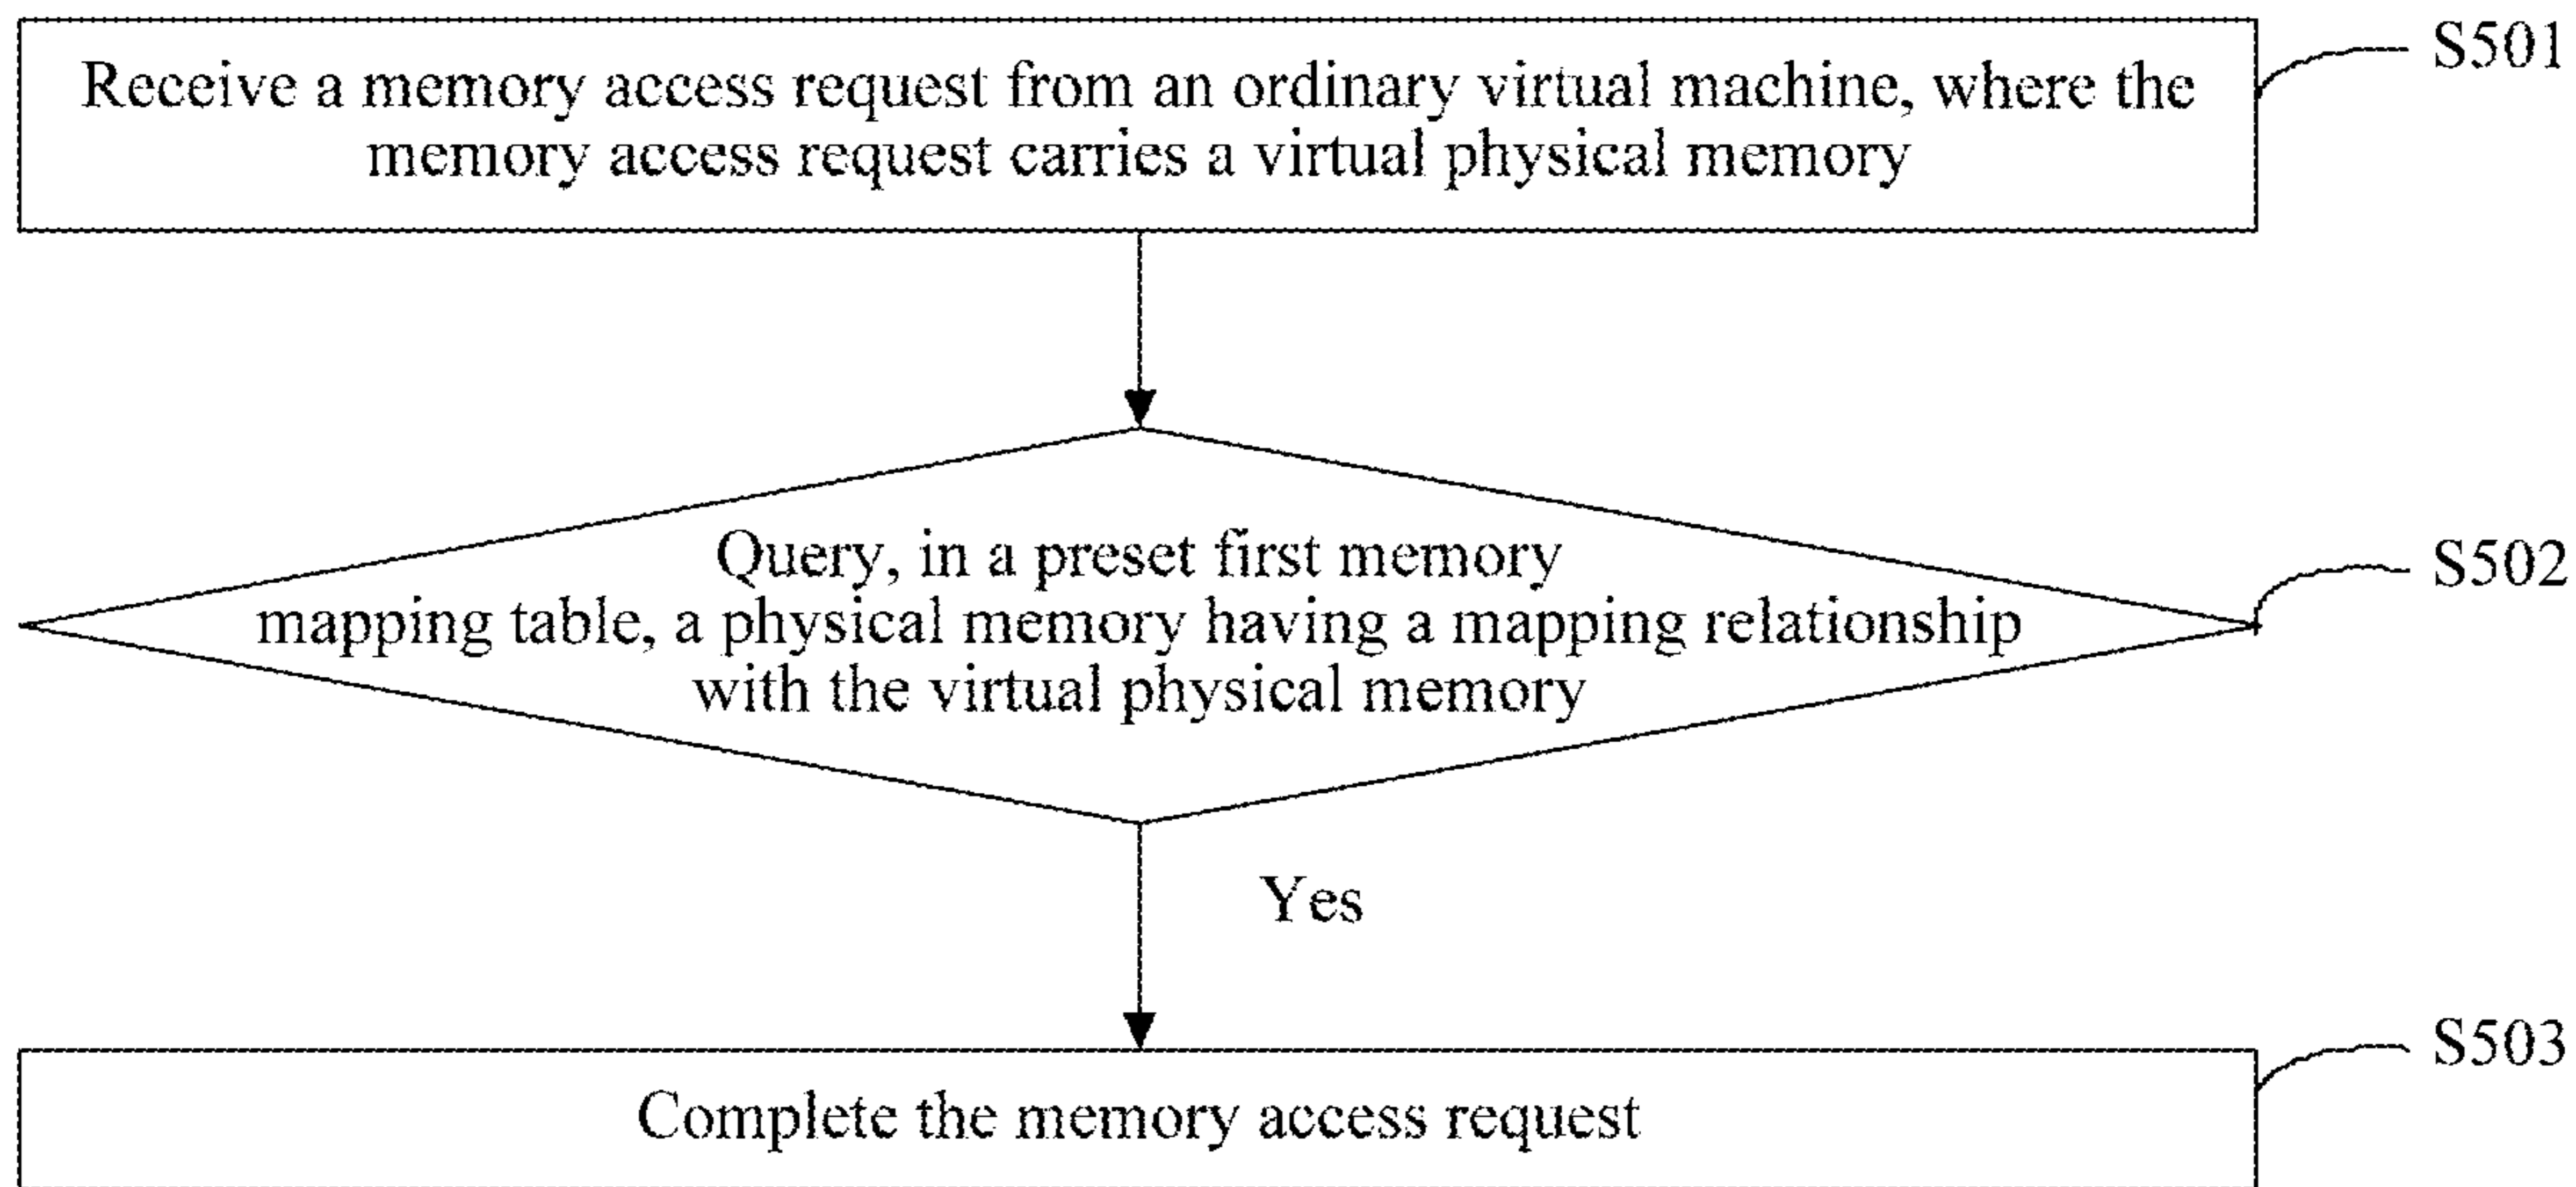 Receive a memory access request from an ordinary virtual machine, where the
memory access request carries a virtual physical memory
S501
Query, in a preset first memory
mapping table, a physical memory having a mapping relationship
with the virtual physical memory
S502
Yes
Complete the memory access request
S503